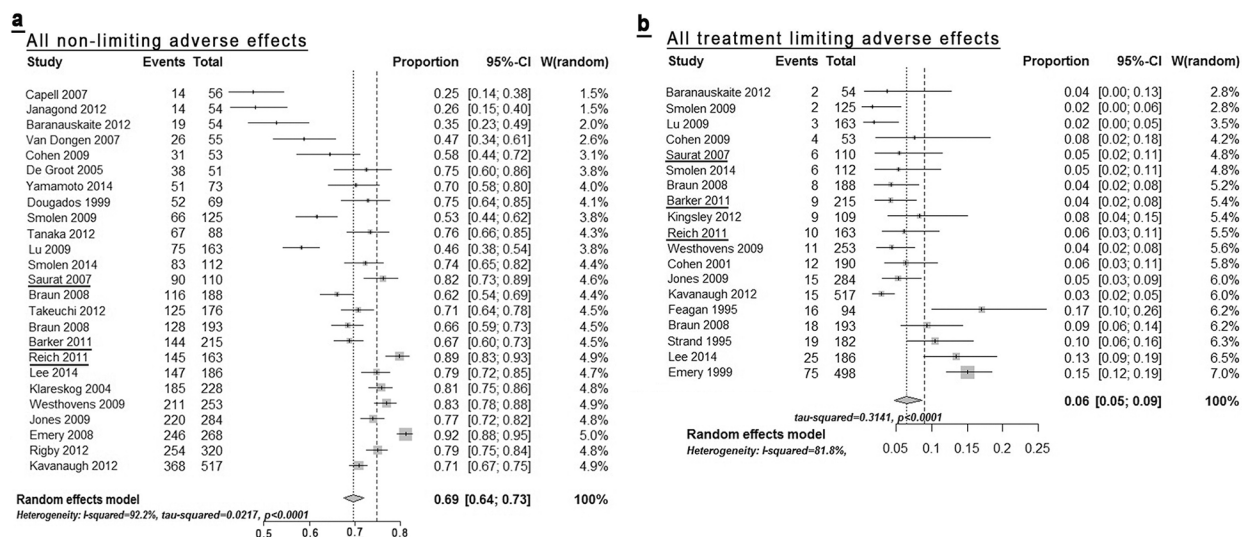 a
All non-limiting adverse effects
Study Events Total Proportion 95%-CI W(random)
Capell 2007 14 56 0.25 [0.14; 0.38] 1.5%
Janagond 2012 14 54 0.26 [0.15; 0.40] 1.5%
Baranauskaite 2012 19 54 0.35 [0.23; 0.49] 2.0%
Van Dongen 2007 26 55 0.47 [0.34; 0.61] 2.6%
Cohen 2009 31 53 0.58 [0.44; 0.72] 3.1%
De Groot 2005 38 51 0.75 [0.60; 0.86] 3.8%
Yamamoto 2014 51 73 0.70 [0.58; 0.80] 4.0%
Dougados 1999 52 69 0.75 [0.64; 0.85] 4.1%
Smolen 2009 66 125 0.53 [0.44; 0.62] 3.8%
Tanaka 2012 67 88 0.76 [0.66; 0.85] 4.3%
Lu 2009 75 163 0.46 [0.38; 0.54] 3.8%
Smolen 2014 83 112 0.74 [0.65; 0.82] 4.4%
Saurat 2007 90 110 0.82 [0.73; 0.89] 4.6%
Braun 2008 116 188 0.62 [0.54; 0.69] 4.4%
Takeuchi 2012 125 176 0.71 [0.64; 0.78] 4.5%
Braun 2008 128 193 0.66 [0.59; 0.73] 4.5%
Barker 2011 144 215 0.67 [0.60; 0.73] 4.5%
Reich 2011 145 163 0.89 [0.83; 0.93] 4.9%
Lee 2014 147 186 0.79 [0.72; 0.85] 4.7%
Klareskog 2004 185 228 0.81 [0.75; 0.86] 4.8%
Westhovens 2009 211 253 0.83 [0.78; 0.88] 4.9%
Jones 2009 220 284 0.77 [0.72; 0.82] 4.8%
Emery 2008 246 268 0.92 [0.88; 0.95] 5.0%
Rigby 2012 254 320 0.79 [0.75; 0.84] 4.8%
Kavanaugh 2012 368 517 0.71 [0.67; 0.75] 4.9%
Random effects model 0.69 [0.64; 0.73] 100%
Heterogeneity: I-squared=92.2%, tau-squared=0.0217, p<0.0001
0.5 0.6 0.7 0.8
b
All treatment limiting adverse effects
Study Events Total Proportion 95%-CI W(random)
Baranauskaite 2012 2 54 0.04 [0.00; 0.13] 2.8%
Smolen 2009 2 125 0.02 [0.00; 0.06] 2.8%
Lu 2009 3 163 0.02 [0.00; 0.05] 3.5%
Cohen 2009 4 53 0.08 [0.02; 0.18] 4.2%
Saurat 2007 6 110 0.05 [0.02; 0.11] 4.8%
Smolen 2014 6 112 0.05 [0.02; 0.11] 4.8%
Braun 2008 8 188 0.04 [0.02; 0.08] 5.2%
Barker 2011 9 215 0.04 [0.02; 0.08] 5.4%
Kingsley 2012 9 109 0.08 [0.04; 0.15] 5.4%
Reich 2011 10 163 0.06 [0.03; 0.11] 5.5%
Westhovens 2009 11 253 0.04 [0.02; 0.08] 5.6%
Cohen 2001 12 190 0.06 [0.03; 0.11] 5.7%
Jones 2009 15 284 0.05 [0.03; 0.09] 6.0%
Kavanaugh 2012 15 517 0.03 [0.02; 0.05] 6.0%
Feagan 1995 16 94 0.17 [0.10; 0.26] 5.9%
Braun 2008 18 193 0.09 [0.06; 0.14] 6.2%
Strand 1995 19 182 0.10 [0.06; 0.16] 6.2%
Lee 2014 25 186 0.13 [0.09; 0.19] 6.4%
Emery 1999 75 498 0.15 [0.12; 0.19] 7.0%
0.06 [0.05; 0.09] 100%
tau-squared=0.3141, p<0.0001
Random effects model
Heterogeneity: I-squared=81.8%,
0.05 0.1 0.15 0.2 0.25